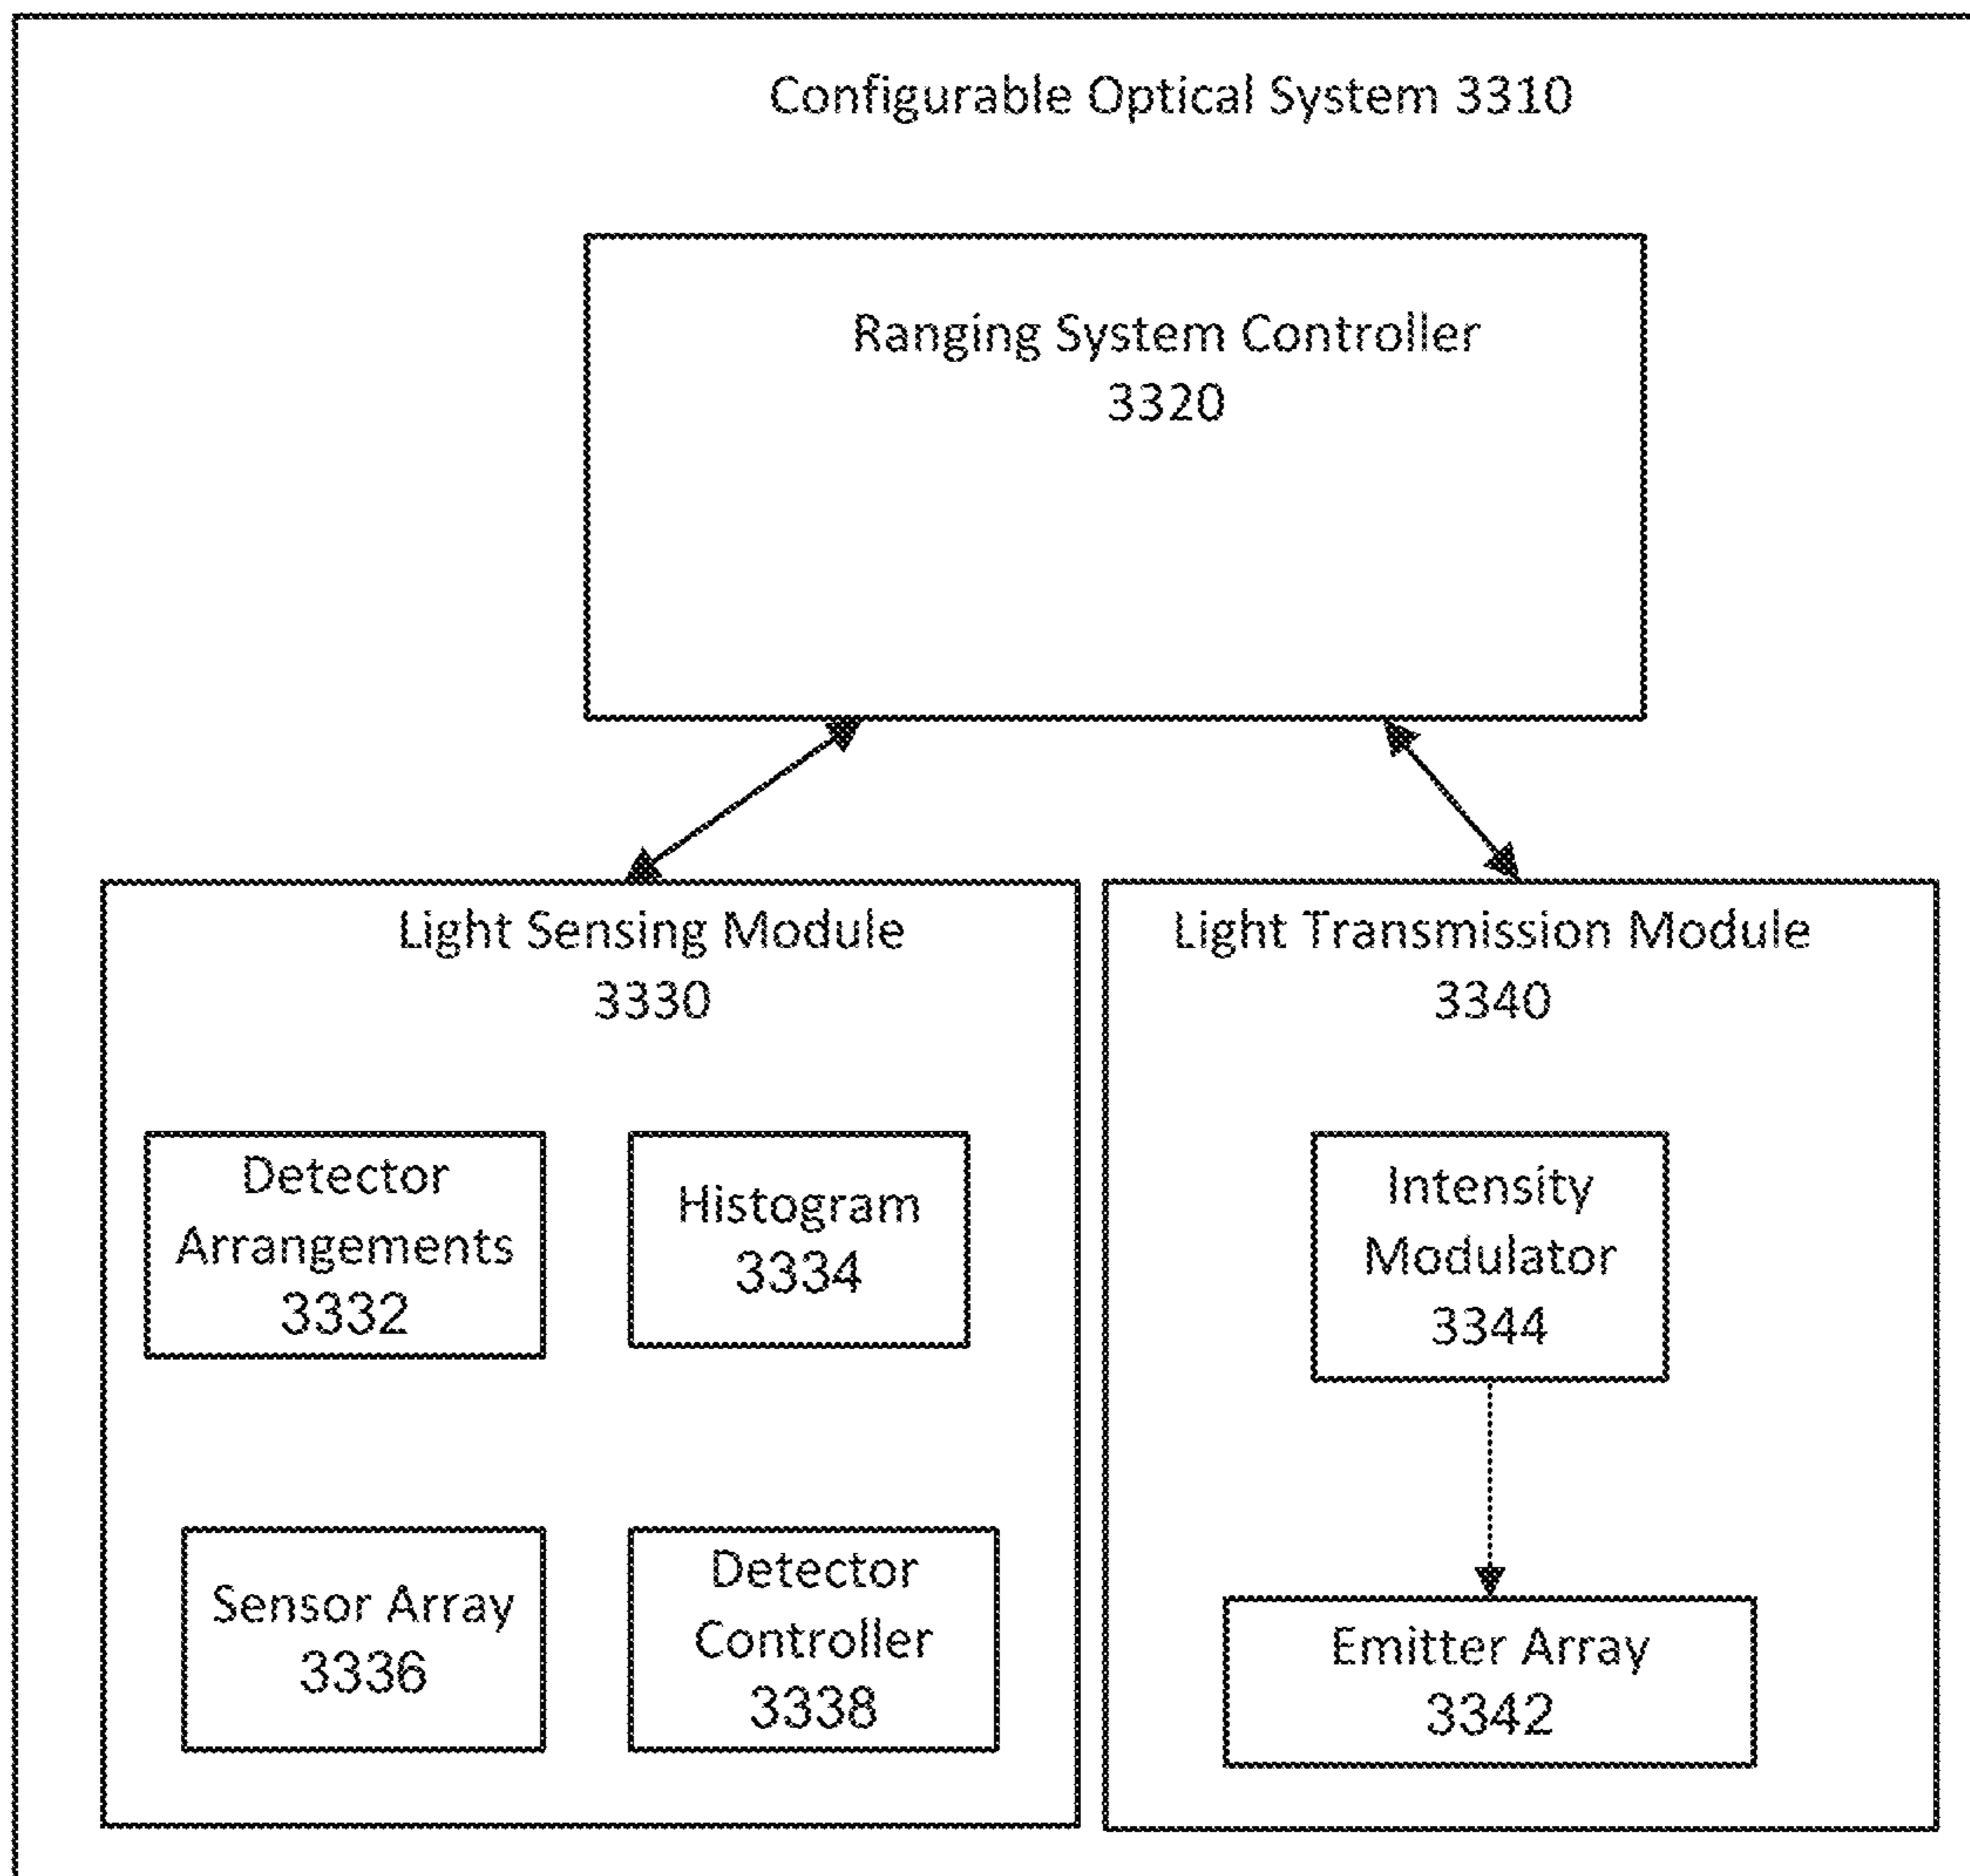 Configurable Optical System 3310
Ranging System Controller
3320
Light Sensing Module
3330
Detector
Arrangements
3332
Histogram
3334
Sensor Array
3336
Detector
Controller
3338
Light Transmission Module
3340
Intensity
Modulator
3344
Emitter Array
3342